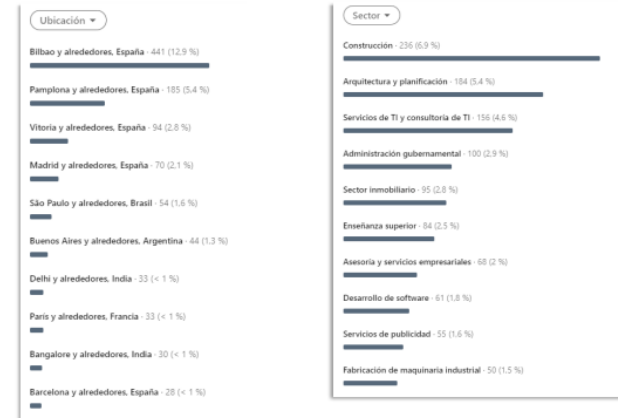 Ubicación
Bilbao y alrededores, España · 441 (12,9 %)
Pamplona y alrededores, España · 185 (5,4 %)
Vitoria y alrededores, España · 94 (2,8 %)
Madrid y alrededores, España · 70 (2,1 %)
São Paulo y alrededores, Brasil · 54 (1,6 %)
Buenos Aires y alrededores, Argentina · 44 (1,3 %)
Delhi y alrededores, India · 33 (< 1 %)
París y alrededores, Francia · 33 (< 1 %)
Bangalore y alrededores, India · 30 (< 1 %)
Barcelona y alrededores, España · 28 (< 1 %)
Sector
Construcción · 236 (6,9 %)
Arquitectura y planificación · 184 (5,4 %)
Servicios de TI y consultoría de TI · 156 (4,6 %)
Administración gubernamental · 100 (2,9 %)
Sector inmobiliario · 95 (2,8 %)
Enseñanza superior · 84 (2,5 %)
Asesoría y servicios empresariales · 68 (2 %)
Desarrollo de software · 61 (1,8 %)
Servicios de publicidad · 55 (1,6 %)
Fabricación de maquinaria industrial · 50 (1,5 %)